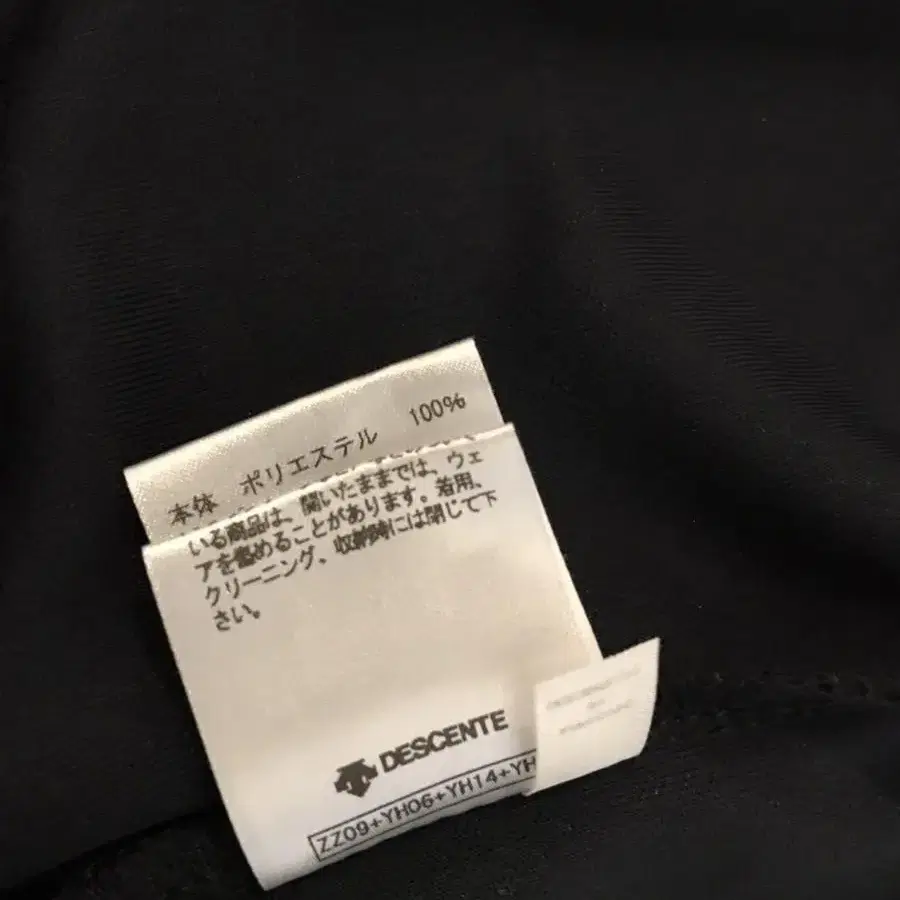 本体 ポリエステル 100%
いる商品は、開いたままでは、ウェ
アを傷めることがあります。着用、
クリーニング、収納時には閉じて下
さい。
DESCENTE
ZZ09+YH06+YH14+YH